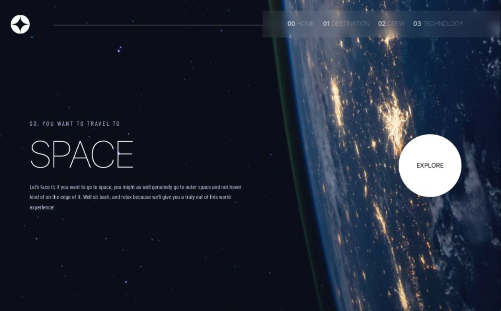 00 HOME 01 DESTINATION 02 CREW 03 TECHNOLOGY
SO, YOU WANT TO TRAVEL TO
SPACE
Let's face it; if you want to go to space, you might as well genuinely go to outer space and not hover
kind of on the edge of it. Well sit back, and relax because we'll give you a truly out of this world
experience!
EXPLORE